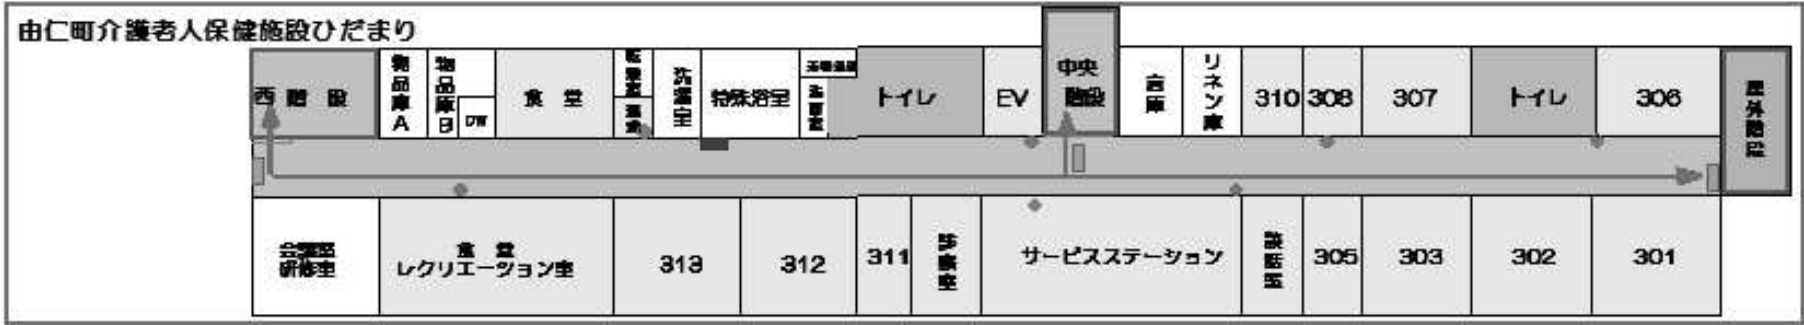 由仁町介護老人保健施設ひだまり
西階段
物品庫A
物品庫B
DW
食堂
洗濯室
特殊浴室
トイレ
EV
中央階段
倉庫
リネン庫
310
308
307
トイレ
306
屋外階段
会議室
研修室
食堂
レクリエーション室
313
312
311
診察室
サービスステーション
談話室
305
303
302
301